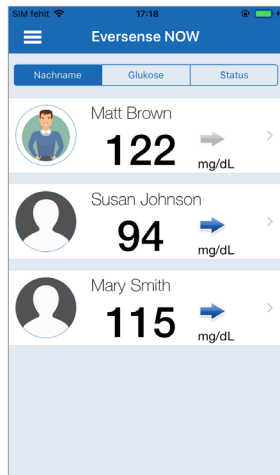 SIM fehlt 17:18
Eversense NOW
Nachname Glukose Status
Matt Brown
122
mg/dL
Susan Johnson
94
mg/dL
Mary Smith
115
mg/dL